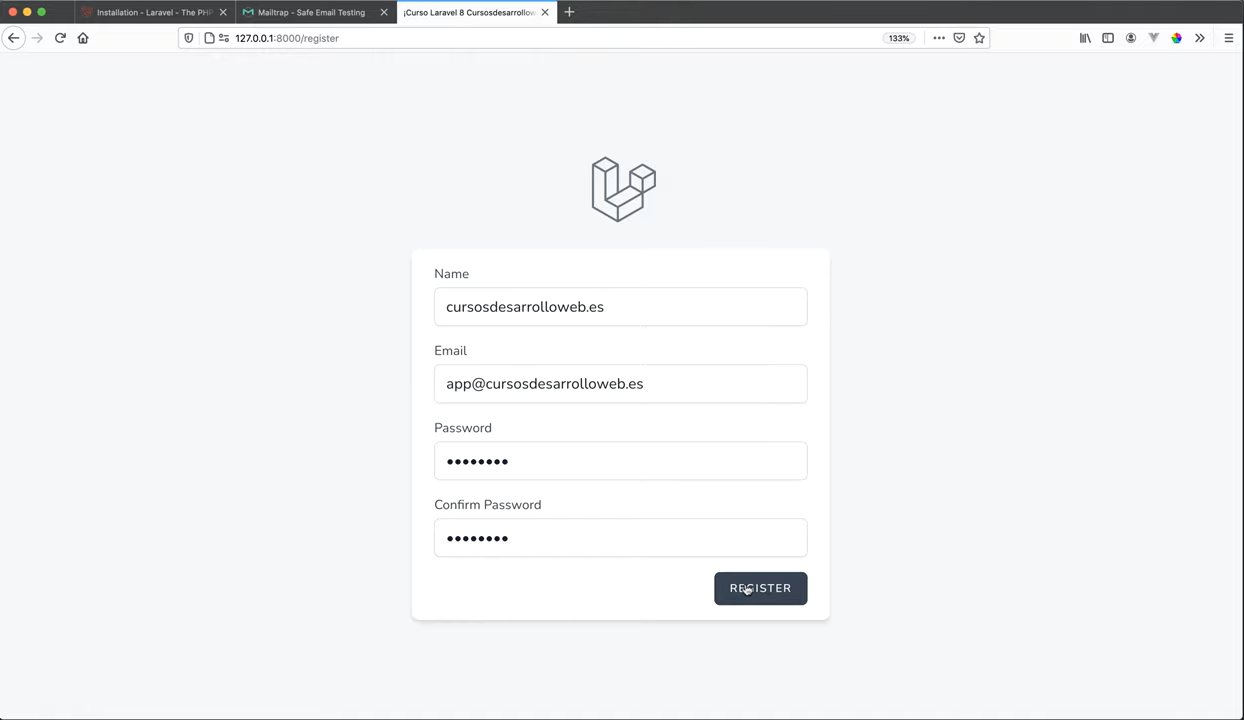 Installation - Laravel - The PH
Mailtrap - Safe Email Testing
¡Curso Laravel 8 Cursosdesarrollow
127.0.0.1:8000/register
133%
Name
cursosdesarrolloweb.es
Email
app@cursosdesarrolloweb.es
Password
••••••••
Confirm Password
••••••••
REGISTER